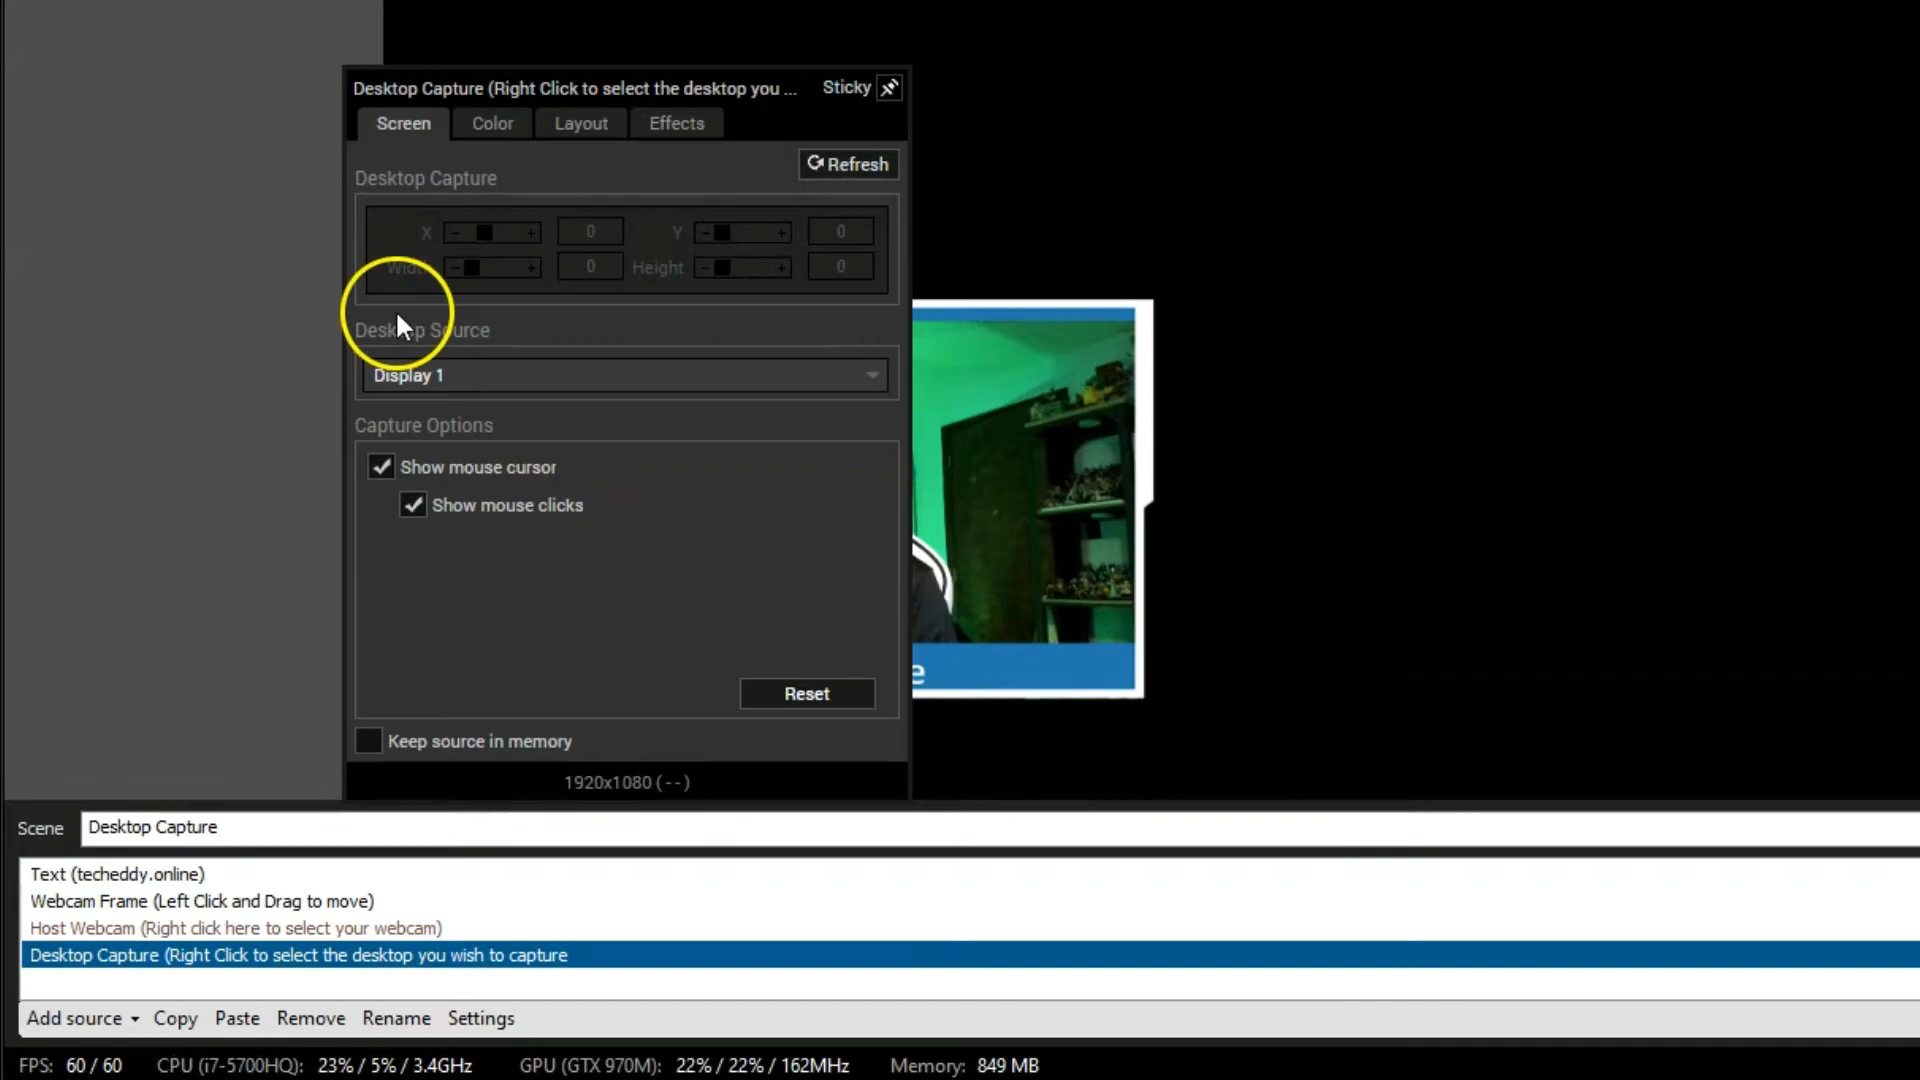 Desktop Capture (Right Click to select the desktop you ... Sticky
Screen Color Layout Effects
Refresh
Desktop Capture
X - + 0 Y - + 0
Width - + 0 Height - + 0
Desktop Source
Display 1
Capture Options
Show mouse cursor
Show mouse clicks
e
Reset
Keep source in memory
1920x1080 (--)
Scene Desktop Capture
Text (techeddy.online)
Webcam Frame (Left Click and Drag to move)
Host Webcam (Right click here to select your webcam)
Desktop Capture (Right Click to select the desktop you wish to capture
Add source Copy Paste Remove Rename Settings
FPS: 60 / 60 CPU (i7-5700HQ): 23% / 5% / 3.4GHz GPU (GTX 970M): 22% / 22% / 162MHz Memory: 849 MB